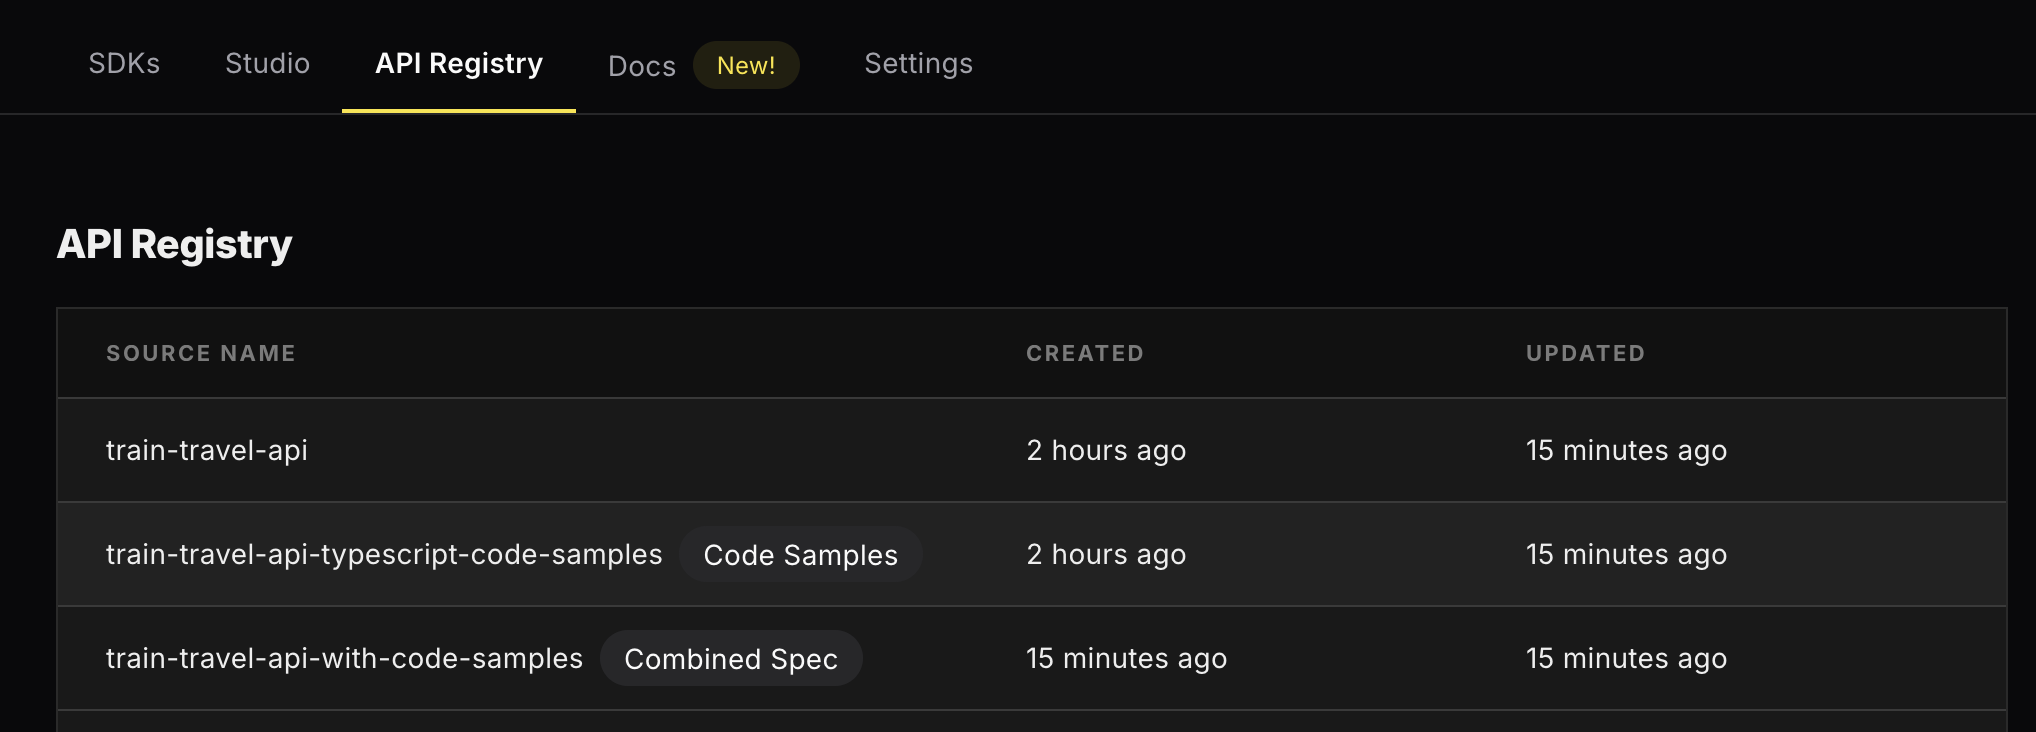 SDKs Studio API Registry Docs New! Settings
API Registry
SOURCE NAME CREATED UPDATED
train-travel-api 2 hours ago 15 minutes ago
train-travel-api-typescript-code-samples Code Samples 2 hours ago 15 minutes ago
train-travel-api-with-code-samples Combined Spec 15 minutes ago 15 minutes ago